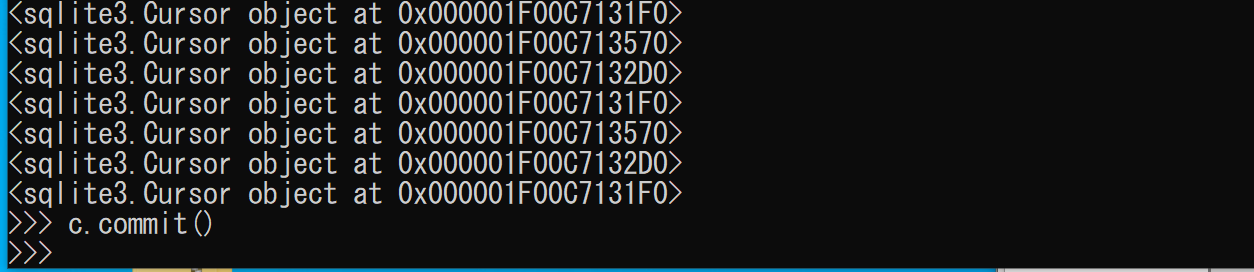 <sqlite3.Cursor object at 0x000001F00C7131F0>
<sqlite3.Cursor object at 0x000001F00C713570>
<sqlite3.Cursor object at 0x000001F00C7132D0>
<sqlite3.Cursor object at 0x000001F00C7131F0>
<sqlite3.Cursor object at 0x000001F00C713570>
<sqlite3.Cursor object at 0x000001F00C7132D0>
<sqlite3.Cursor object at 0x000001F00C7131F0>
>>> c.commit()
>>>